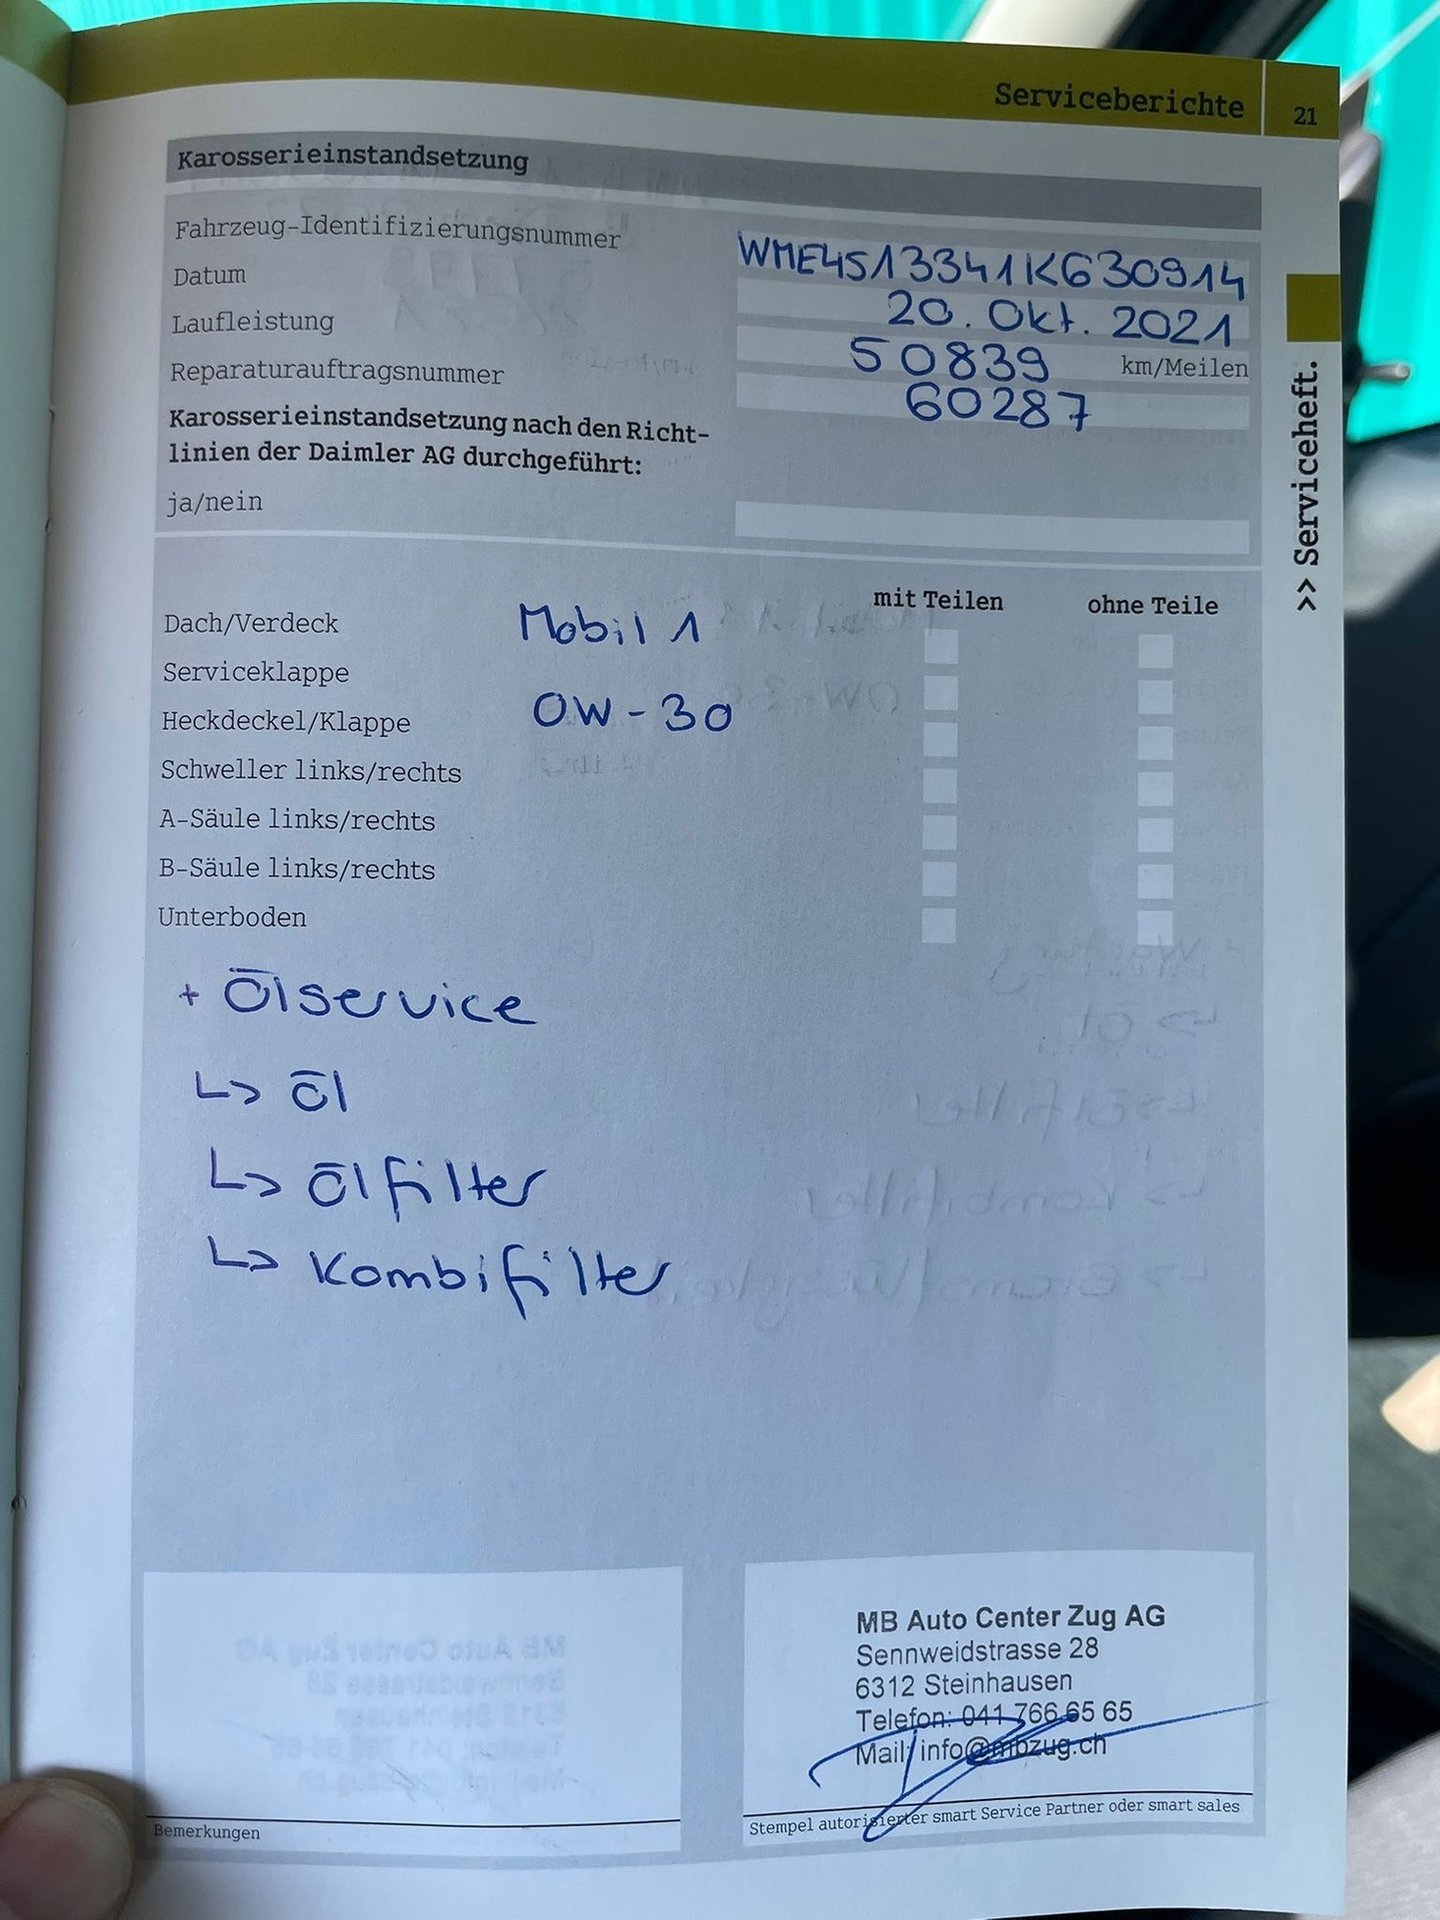 Serviceberichte 21
Karosserieinstandsetzung
Fahrzeug-Identifizierungsnummer WME4513341K630914
Datum 20. Okt. 2021
Laufleistung 50839 km/Meilen
Reparaturauftragsnummer 60287
Karosserieinstandsetzung nach den Richt-
linien der Daimler AG durchgeführt:
ja/nein
>> Serviceheft.
mit Teilen ohne Teile
Dach/Verdeck Mobil 1
Serviceklappe
Heckdeckel/Klappe 0W-30
Schweller links/rechts
A-Säule links/rechts
B-Säule links/rechts
Unterboden
+ Ölservice
↳ Öl
↳ Ölfilter
↳ Kombifilter
MB Auto Center Zug AG
Sennweidstrasse 28
6312 Steinhausen
Telefon: 041 766 65 65
Mail: info@mbzug.ch
Bemerkungen
Stempel autorisierter smart Service Partner oder smart sales